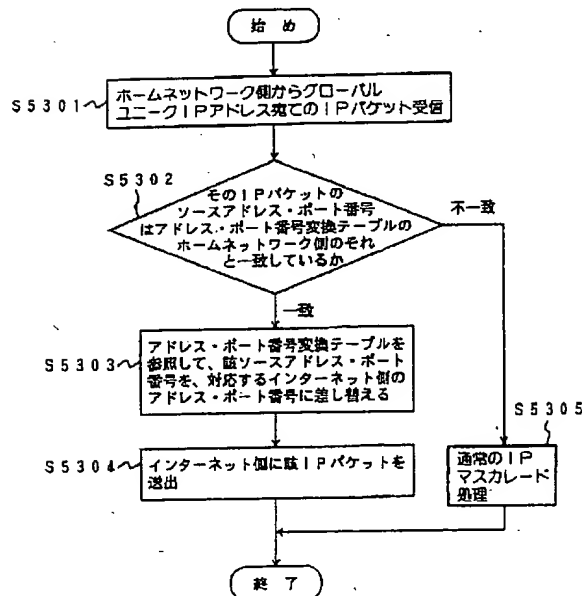 始 め
S5301
ホームネットワーク側からグローバル
ユニークIPアドレス宛てのIPパケット受信
S5302
そのIPパケットの
ソースアドレス・ポート番号
はアドレス・ポート番号変換テーブルの
ホームネットワーク側のそれ
と一致しているか
不一致
一致
S5303
アドレス・ポート番号変換テーブルを
参照して、該ソースアドレス・ポート
番号を、対応するインターネット側の
アドレス・ポート番号に差し替える
S5305
通常のIP
マスカレード
処理
S5304
インターネット側に該IPパケットを
送出
終 了